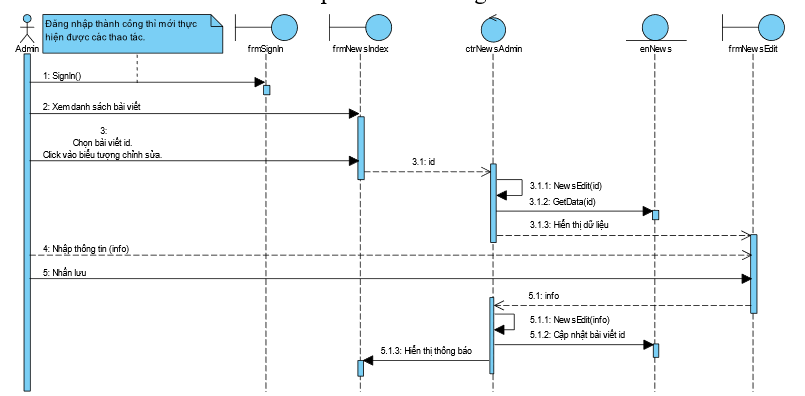 Đăng nhập thành công thì mới thực
hiện được các thao tác.
Admin
frmSignIn
frmNewsIndex
ctrNewsAdmin
enNews
frmNewsEdit
1: SignIn()
2: Xem danh sách bài viết
3:
Chọn bài viết id.
Click vào biểu tượng chỉnh sửa.
3.1: id
3.1.1: NewsEdit(id)
3.1.2: GetData(id)
3.1.3: Hiển thị dữ liệu
4: Nhập thông tin (info)
5: Nhấn lưu
5.1: info
5.1.1: NewsEdit(info)
5.1.2: Cập nhật bài viết id
5.1.3: Hiển thị thông báo